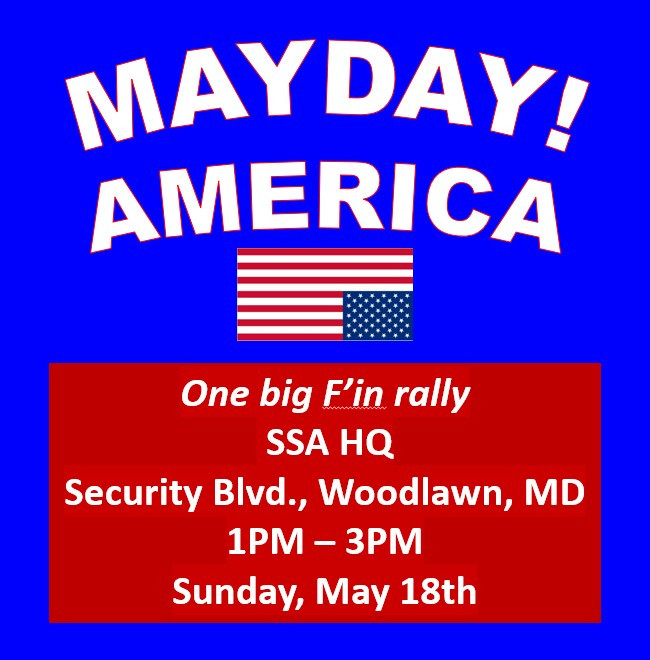 MAYDAY!
AMERICA
One big F’in rally
SSA HQ
Security Blvd., Woodlawn, MD
1PM – 3PM
Sunday, May 18th